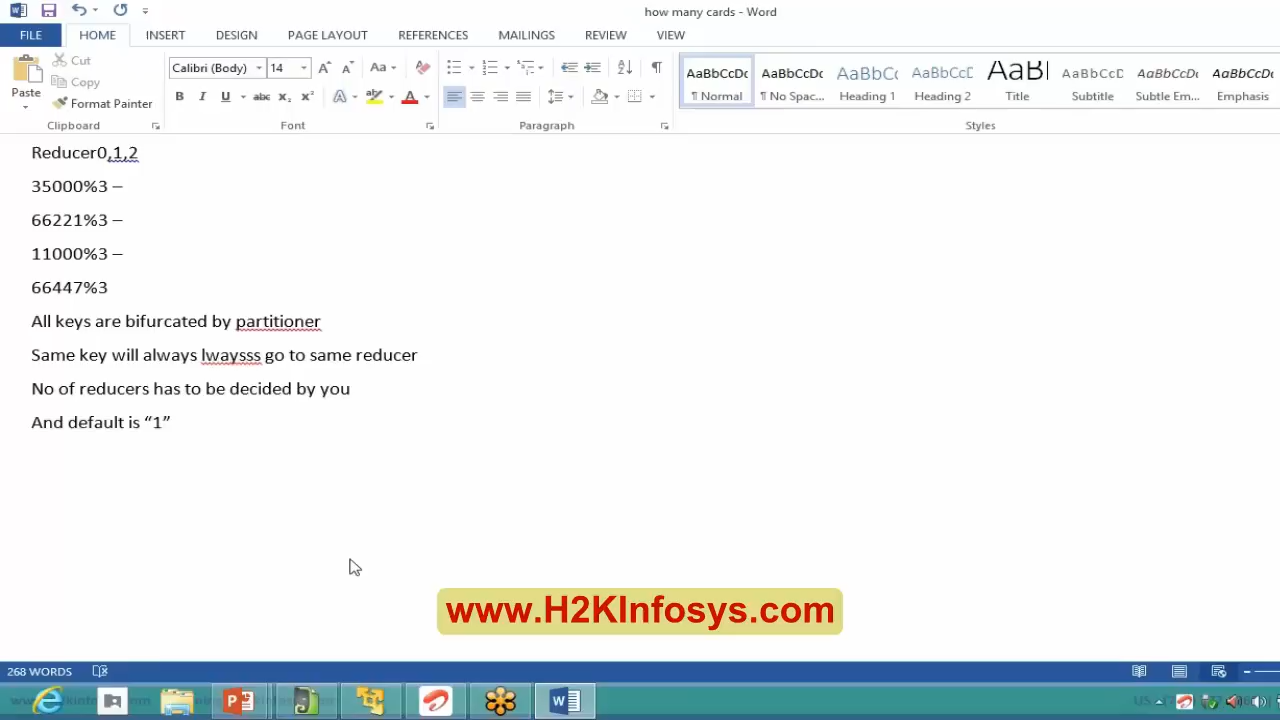 how many cards - Word
FILE HOME INSERT DESIGN PAGE LAYOUT REFERENCES MAILINGS REVIEW VIEW
Paste Cut Copy Format Painter Clipboard
Calibri (Body) 14 Font
Paragraph
AaBbCcDc ¶ Normal
AaBbCcDc ¶ No Spac...
AaBbCc Heading 1
AaBbCcD Heading 2
AaBl Title
AaBbCcD Subtitle
AaBbCcD Subtle Em...
AaBbCcD Emphasis
Styles
Reducer0,1,2
35000%3 –
66221%3 –
11000%3 –
66447%3
All keys are bifurcated by partitioner
Same key will always lwaysss go to same reducer
No of reducers has to be decided by you
And default is “1”
www.H2KInfosys.com
268 WORDS